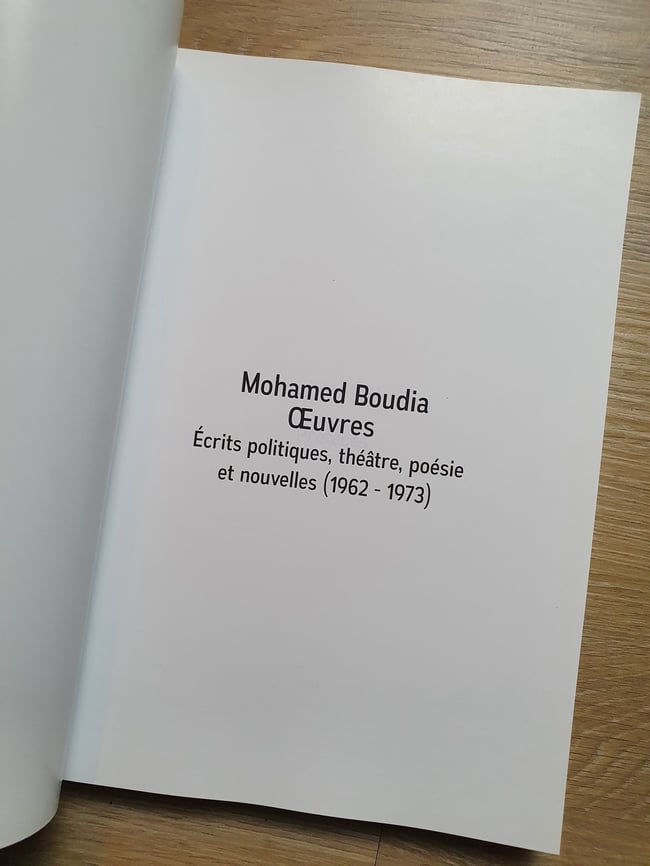 Mohamed Boudia
Œuvres
Écrits politiques, théâtre, poésie
et nouvelles (1962 - 1973)